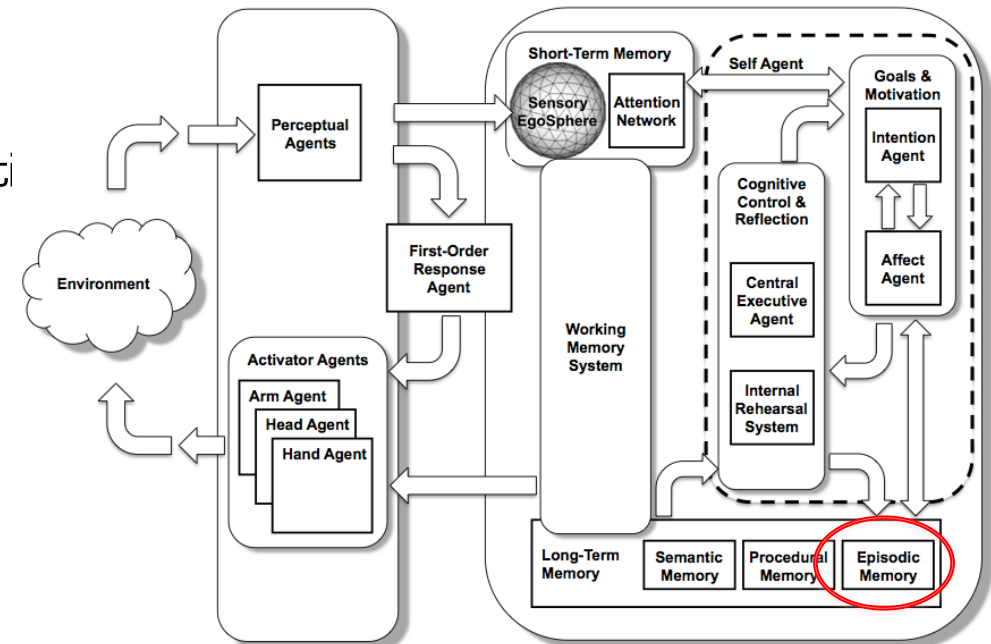 Short-Term Memory
Sensory
EgoSphere
Attention
Network
Self Agent
Goals &
Motivation
Intention
Agent
Affect
Agent
Perceptual
Agents
Cognitive
Control &
Reflection
Central
Executive
Agent
Internal
Rehearsal
System
First-Order
Response
Agent
Environment
Working
Memory
System
Activator Agents
Arm Agent
Head Agent
Hand Agent
Long-Term
Memory
Semantic
Memory
Procedural
Memory
Episodic
Memory